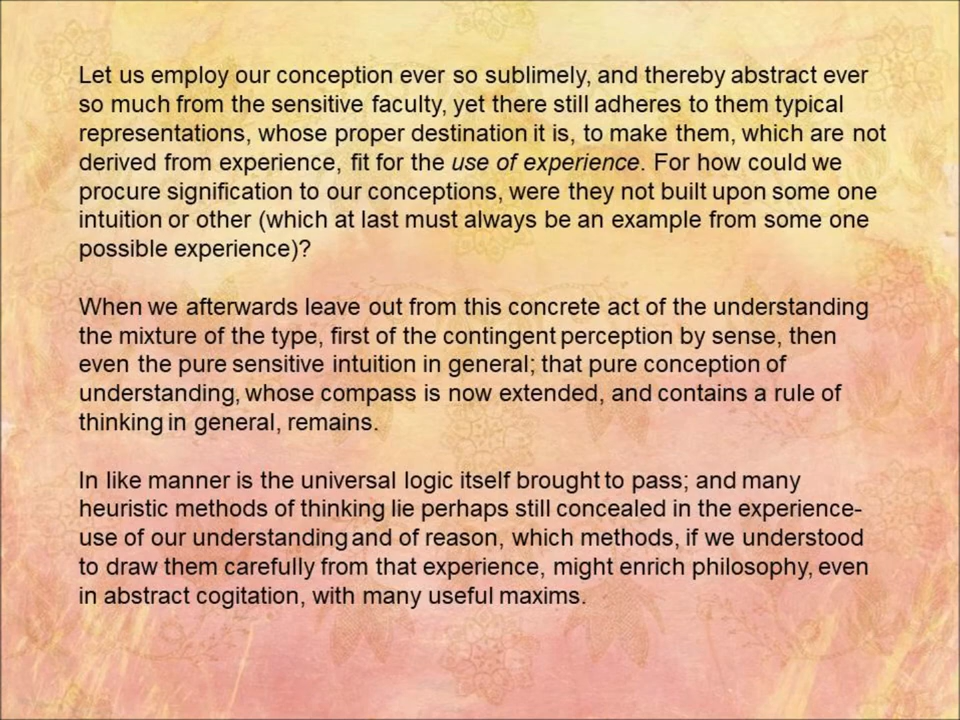 Let us employ our conception ever so sublimely, and thereby abstract ever
so much from the sensitive faculty, yet there still adheres to them typical
representations, whose proper destination it is, to make them, which are not
derived from experience, fit for the use of experience. For how could we
procure signification to our conceptions, were they not built upon some one
intuition or other (which at last must always be an example from some one
possible experience)?
When we afterwards leave out from this concrete act of the understanding
the mixture of the type, first of the contingent perception by sense, then
even the pure sensitive intuition in general; that pure conception of
understanding, whose compass is now extended, and contains a rule of
thinking in general, remains.
In like manner is the universal logic itself brought to pass; and many
heuristic methods of thinking lie perhaps still concealed in the experience-
use of our understanding and of reason, which methods, if we understood
to draw them carefully from that experience, might enrich philosophy, even
in abstract cogitation, with many useful maxims.